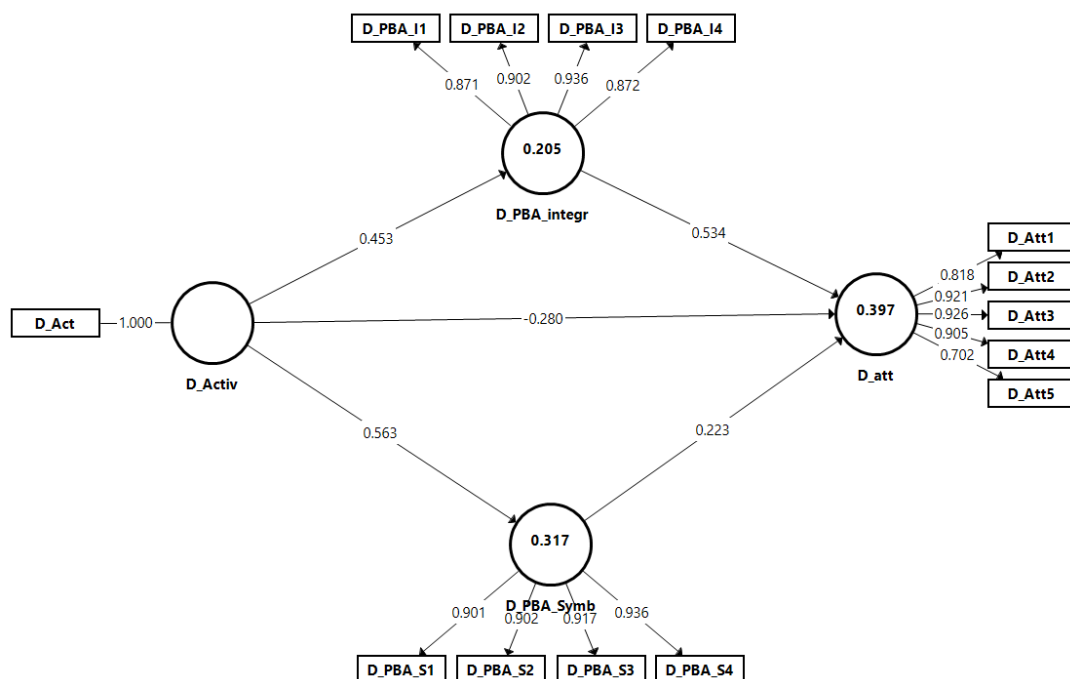 D_PBA_I1 D_PBA_I2 D_PBA_I3 D_PBA_I4
0.871 0.902 0.936 0.872
0.205
D_PBA_integr
0.453 0.534
D_Att1
0.818
D_Att2
0.921
D_Act 1.000 -0.280 0.397 0.926 D_Att3
0.905
D_Att4
0.702
D_Activ D_att
D_Att5
0.563 0.223
0.317
D_PBA_Symb
0.901 0.902 0.917 0.936
D_PBA_S1 D_PBA_S2 D_PBA_S3 D_PBA_S4